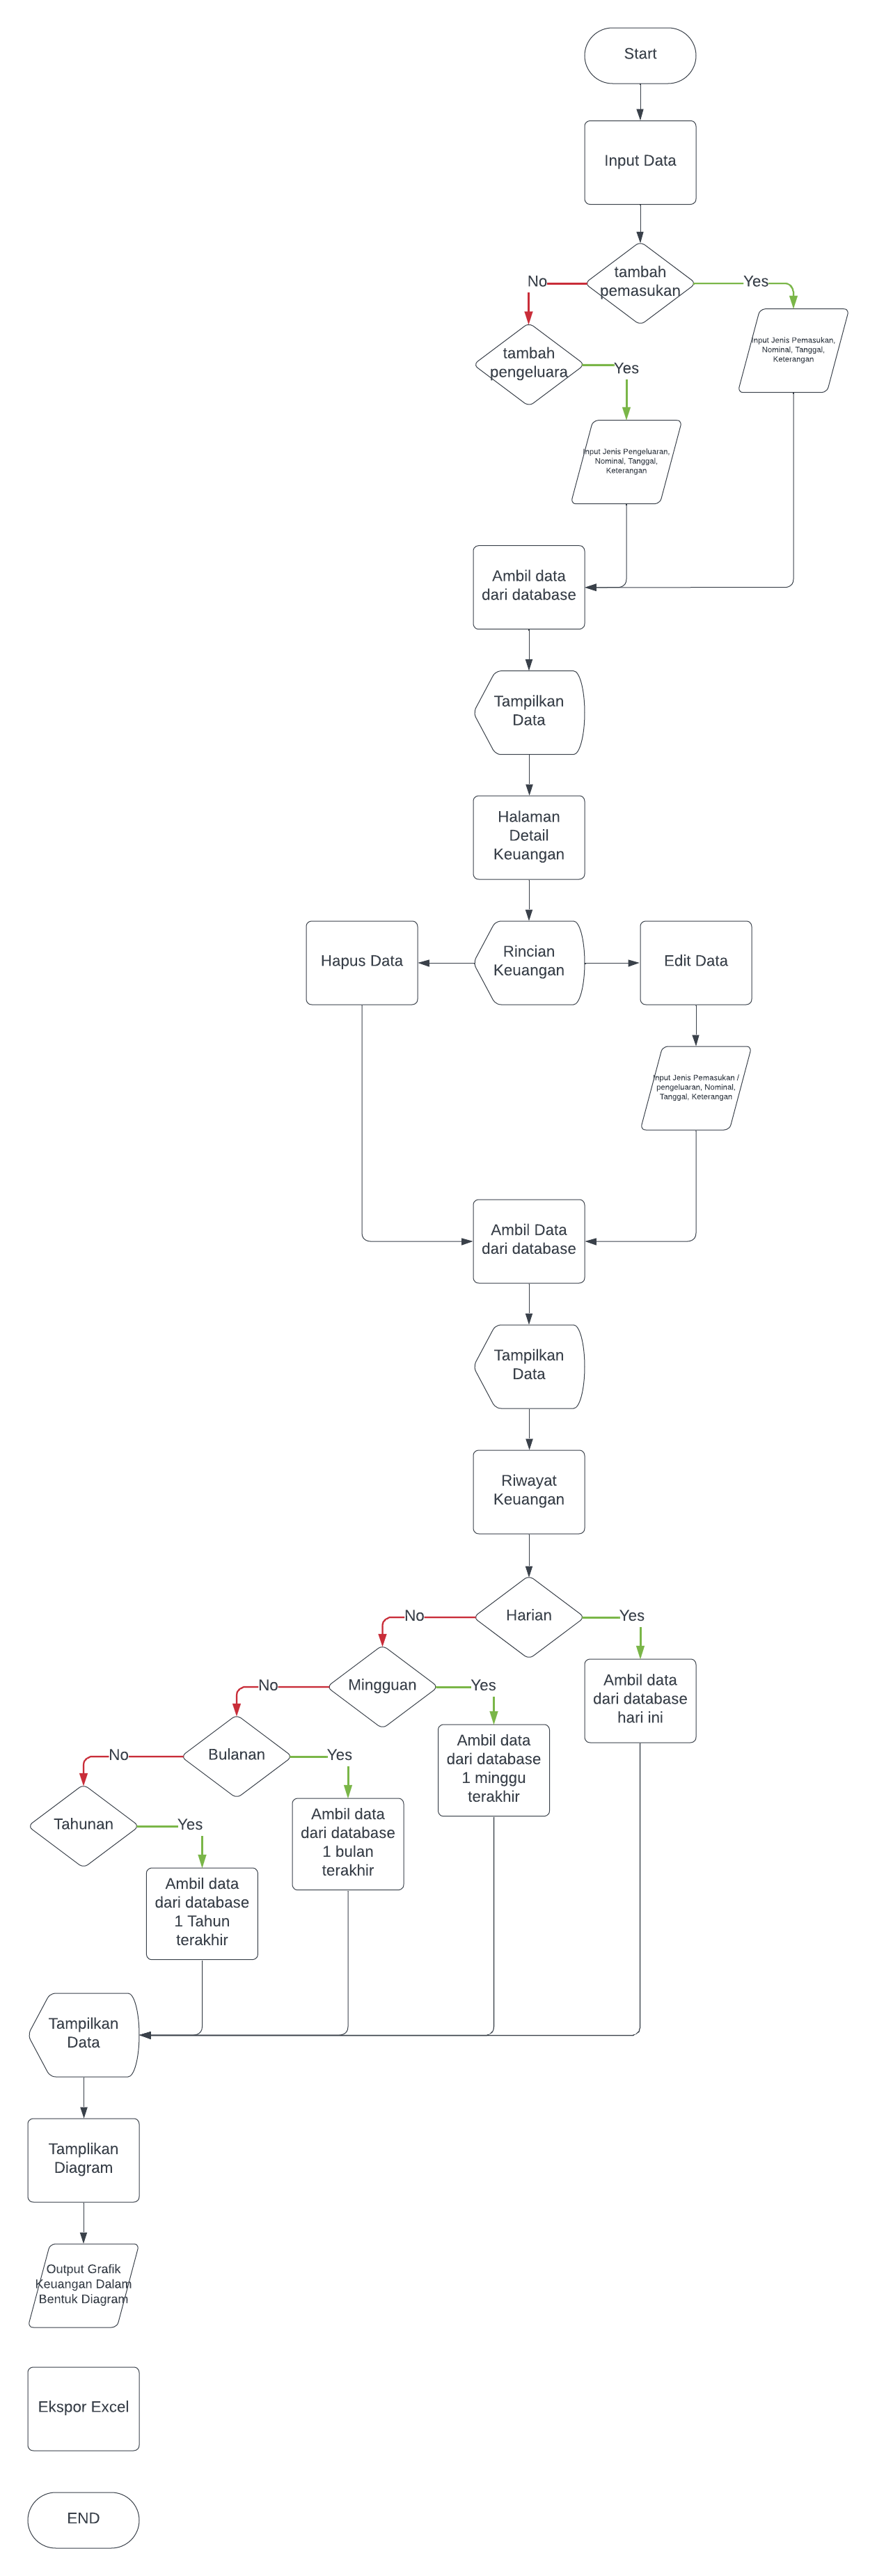 Start
Input Data
tambah
pemasukan
No
Yes
Input Jenis Pemasukan,
Nominal, Tanggal,
Keterangan
tambah
pengeluara
Yes
Input Jenis Pengeluaran,
Nominal, Tanggal,
Keterangan
Ambil data
dari database
Tampilkan
Data
Halaman
Detail
Keuangan
Hapus Data
Rincian
Keuangan
Edit Data
Input Jenis Pemasukan /
pengeluaran, Nominal,
Tanggal, Keterangan
Ambil Data
dari database
Tampilkan
Data
Riwayat
Keuangan
No
Harian
Yes
No
Mingguan
Yes
Ambil data
dari database
hari ini
No
Bulanan
Yes
Ambil data
dari database
1 minggu
terakhir
Tahunan
Yes
Ambil data
dari database
1 bulan
terakhir
Ambil data
dari database
1 Tahun
terakhir
Tampilkan
Data
Tamplikan
Diagram
Output Grafik
Keuangan Dalam
Bentuk Diagram
Ekspor Excel
END